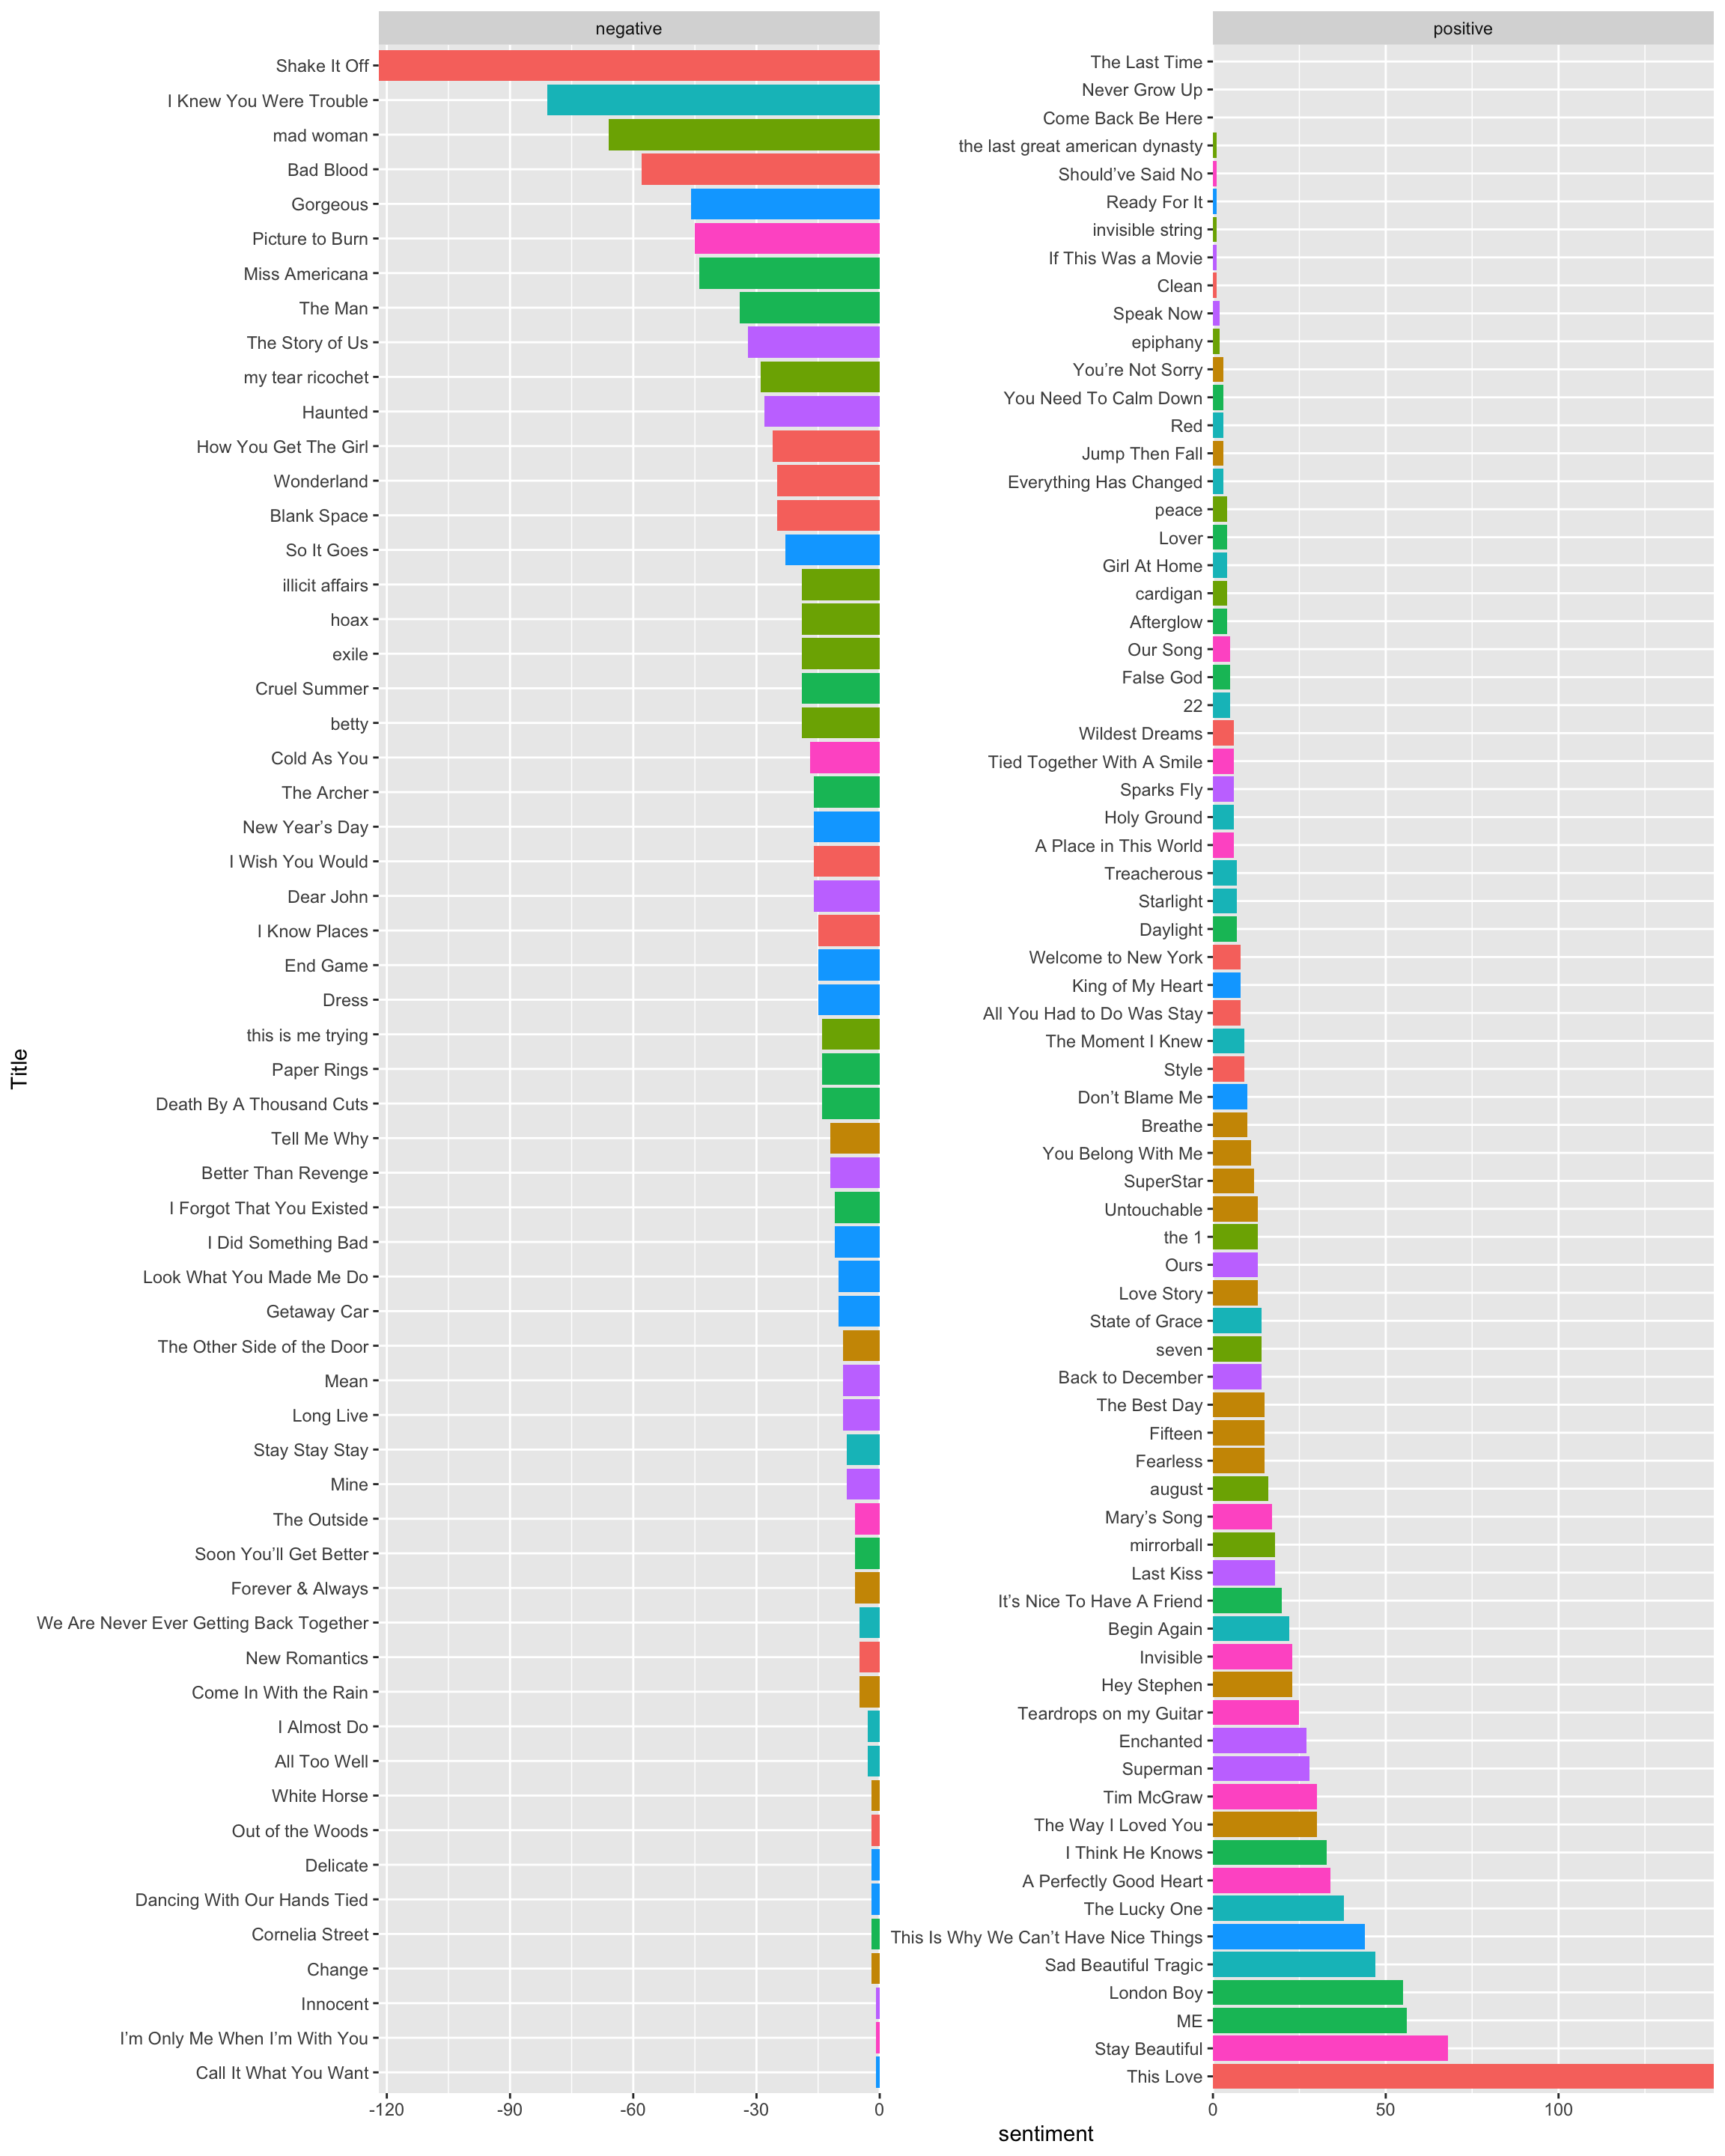 negative
Shake It Off
I Knew You Were Trouble
mad woman
Bad Blood
Gorgeous
Picture to Burn
Miss Americana
The Man
The Story of Us
my tear ricochet
Haunted
How You Get The Girl
Wonderland
Blank Space
So It Goes
illicit affairs
hoax
exile
Cruel Summer
betty
Cold As You
The Archer
New Year’s Day
I Wish You Would
Dear John
I Know Places
End Game
Dress
this is me trying
Paper Rings
Death By A Thousand Cuts
Tell Me Why
Better Than Revenge
I Forgot That You Existed
I Did Something Bad
Look What You Made Me Do
Getaway Car
The Other Side of the Door
Mean
Long Live
Stay Stay Stay
Mine
The Outside
Soon You’ll Get Better
Forever & Always
We Are Never Ever Getting Back Together
New Romantics
Come In With the Rain
I Almost Do
All Too Well
White Horse
Out of the Woods
Delicate
Dancing With Our Hands Tied
Cornelia Street
Change
Innocent
I’m Only Me When I’m With You
Call It What You Want
-120 -90 -60 -30 0
positive
The Last Time
Never Grow Up
Come Back Be Here
the last great american dynasty
Should’ve Said No
Ready For It
invisible string
If This Was a Movie
Clean
Speak Now
epiphany
You’re Not Sorry
You Need To Calm Down
Red
Jump Then Fall
Everything Has Changed
peace
Lover
Girl At Home
cardigan
Afterglow
Our Song
False God
22
Wildest Dreams
Tied Together With A Smile
Sparks Fly
Holy Ground
A Place in This World
Treacherous
Starlight
Daylight
Welcome to New York
King of My Heart
All You Had to Do Was Stay
The Moment I Knew
Style
Don’t Blame Me
Breathe
You Belong With Me
SuperStar
Untouchable
the 1
Ours
Love Story
State of Grace
seven
Back to December
The Best Day
Fifteen
Fearless
august
Mary’s Song
mirrorball
Last Kiss
It’s Nice To Have A Friend
Begin Again
Invisible
Hey Stephen
Teardrops on my Guitar
Enchanted
Superman
Tim McGraw
The Way I Loved You
I Think He Knows
A Perfectly Good Heart
The Lucky One
This Is Why We Can’t Have Nice Things
Sad Beautiful Tragic
London Boy
ME
Stay Beautiful
This Love
0 50 100
sentiment
Title